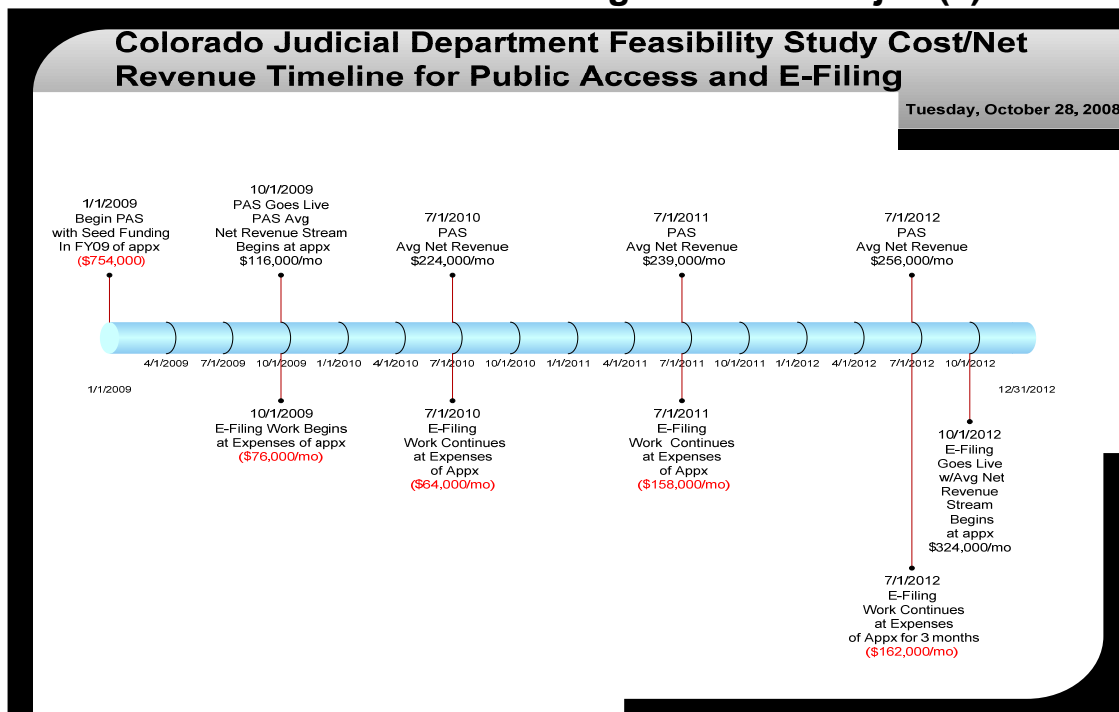 Colorado Judicial Department Feasibility Study Cost/Net
Revenue Timeline for Public Access and E-Filing
Tuesday, October 28, 2008
1/1/2009
Begin PAS
with Seed Funding
In FY09 of appx
($754,000)
10/1/2009
PAS Goes Live
PAS Avg
Net Revenue Stream
Begins at appx
$116,000/mo
7/1/2010
PAS
Avg Net Revenue
$224,000/mo
7/1/2011
PAS
Avg Net Revenue
$239,000/mo
7/1/2012
PAS
Avg Net Revenue
$256,000/mo
4/1/2009 7/1/2009 10/1/2009 1/1/2010 4/1/2010 7/1/2010 10/1/2010 1/1/2011 4/1/2011 7/1/2011 10/1/2011 1/1/2012 4/1/2012 7/1/2012 10/1/2012
1/1/2009
12/31/2012
10/1/2009
E-Filing Work Begins
at Expenses of appx
($76,000/mo)
7/1/2010
E-Filing
Work Continues
at Expenses
of Appx
($64,000/mo)
7/1/2011
E-Filing
Work Continues
at Expenses
of Appx
($158,000/mo)
10/1/2012
E-Filing
Goes Live
w/Avg Net
Revenue
Stream
Begins
at appx
$324,000/mo
7/1/2012
E-Filing
Work Continues
at Expenses
of Appx for 3 months
($162,000/mo)